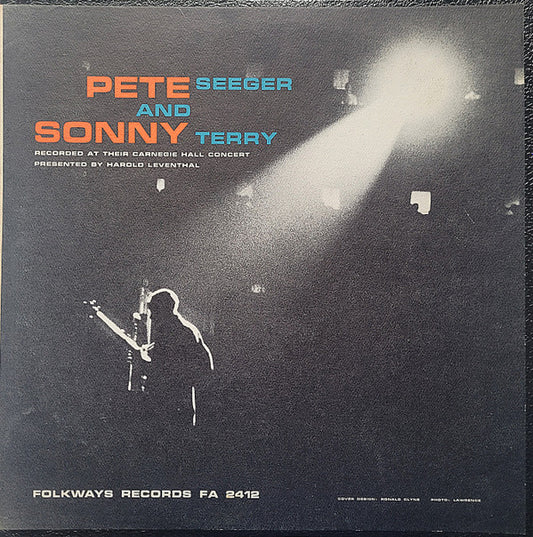 PETE SEEGER
AND
SONNY TERRY
RECORDED AT THEIR CARNEGIE HALL CONCERT
PRESENTED BY HAROLD LEVENTHAL
FOLKWAYS RECORDS FA 2412
COVER DESIGN: RONALD CLYNE PHOTO: LAWRENCE